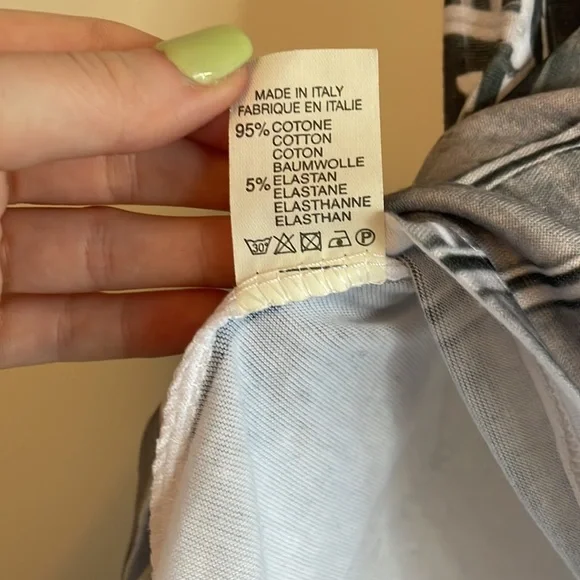 MADE IN ITALY
FABRIQUE EN ITALIE
95% COTONE
COTTON
COTON
BAUMWOLLE
5% ELASTAN
ELASTANE
ELASTHANNE
ELASTHAN
30° P